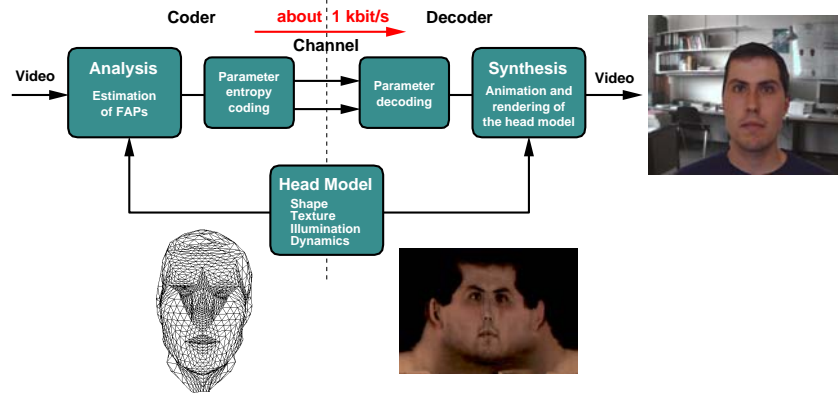 Coder
about 1 kbit/s
Decoder
Channel
Video
Analysis
Estimation
of FAPs
Parameter
entropy
coding
Parameter
decoding
Synthesis
Animation and
rendering of
the head model
Video
Head Model
Shape
Texture
Illumination
Dynamics